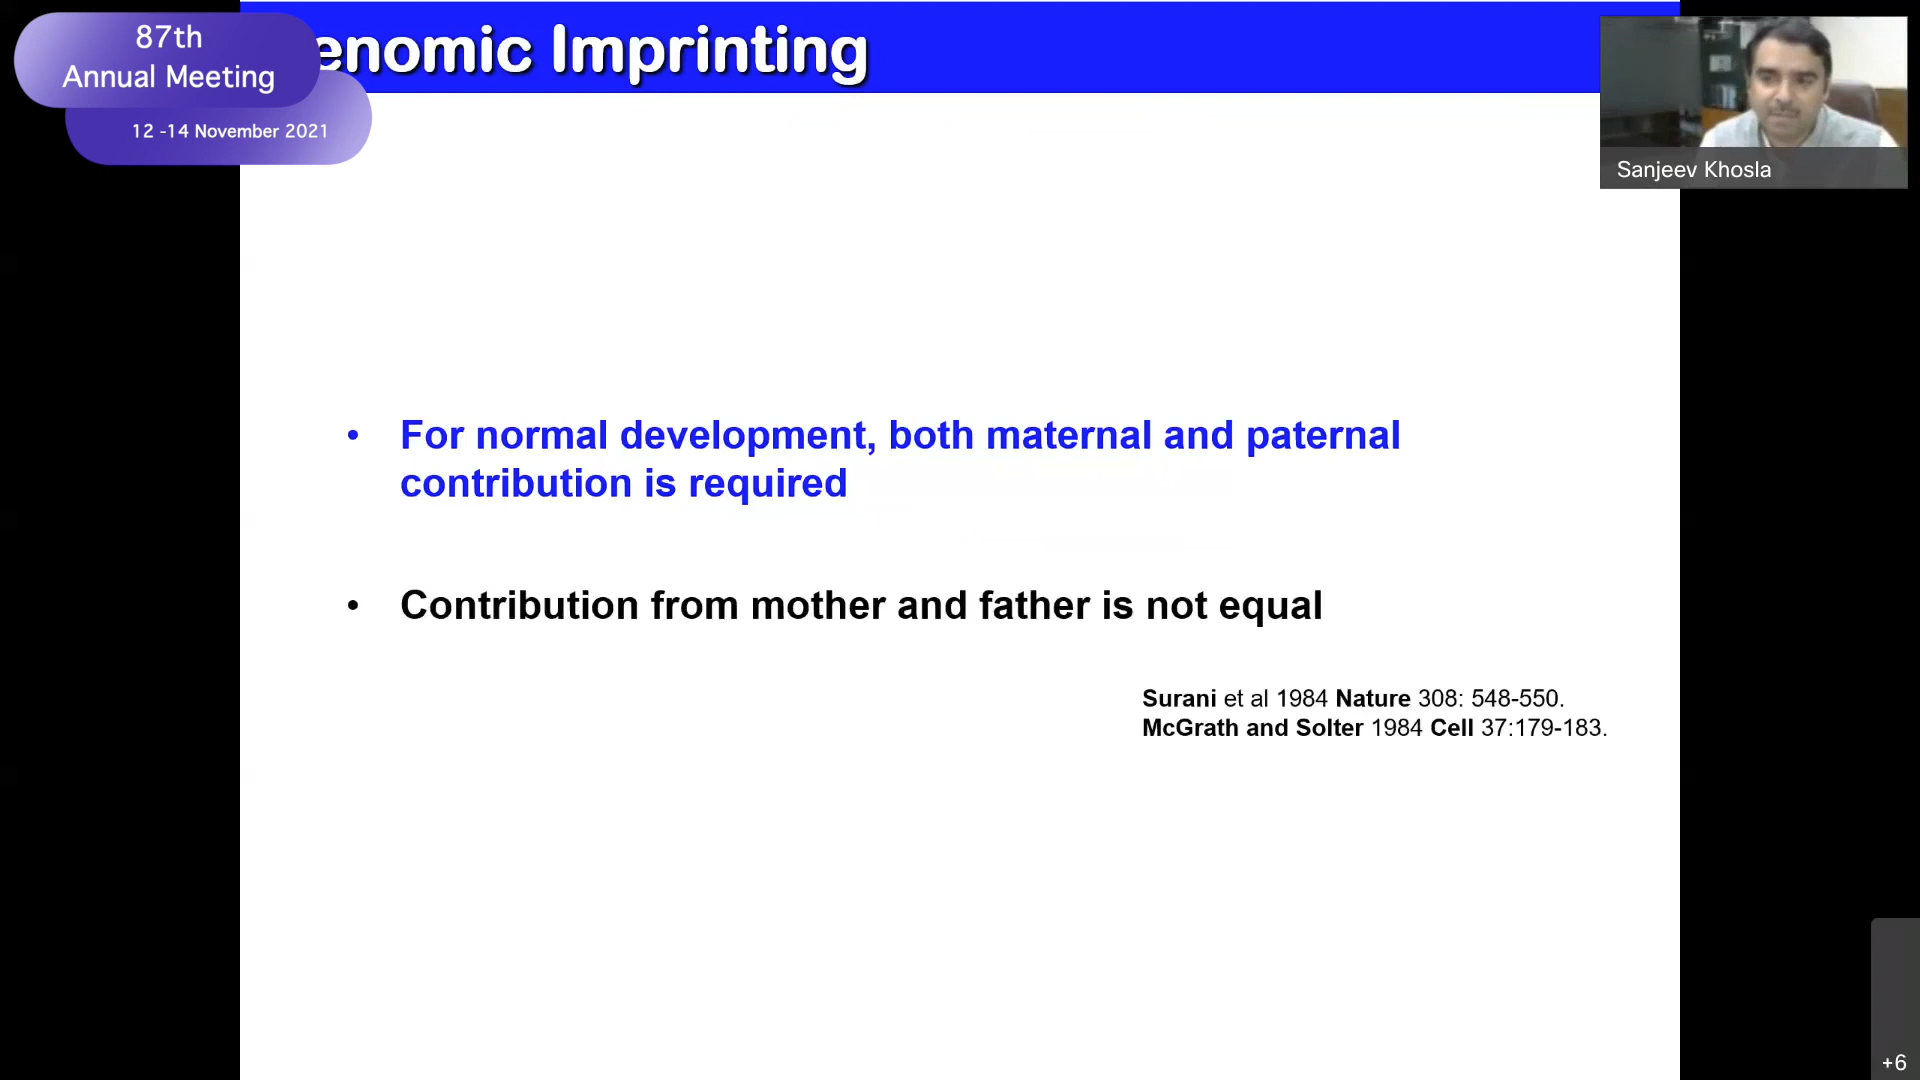 87th
Annual Meeting
12 -14 November 2021
enomic Imprinting
Sanjeev Khosla
• For normal development, both maternal and paternal
contribution is required
• Contribution from mother and father is not equal
Surani et al 1984 Nature 308: 548-550.
McGrath and Solter 1984 Cell 37:179-183.
+6